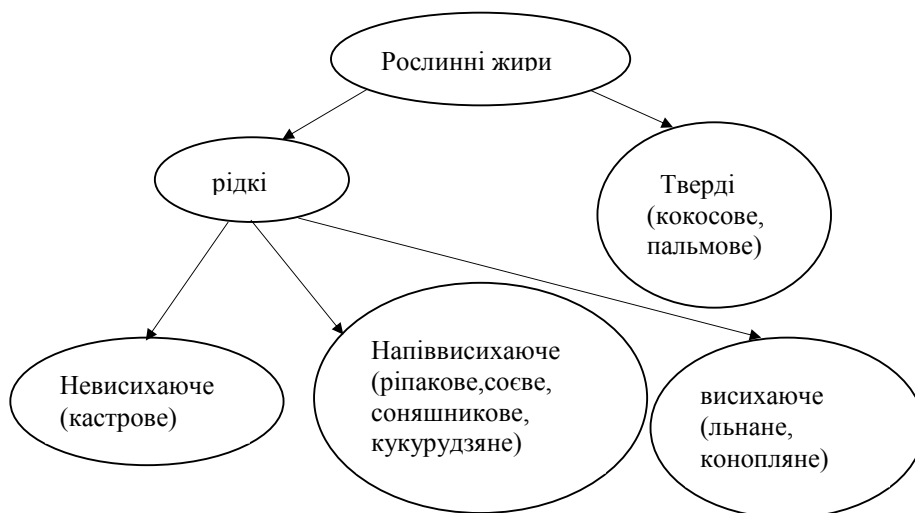 Рослинні жири
рідкі
Тверді
(кокосове,
пальмове)
Невисихаюче
(кастрове)
Напіввисихаюче
(ріпакове,соєве,
соняшникове,
кукурудзяне)
висихаюче
(льнане,
конопляне)